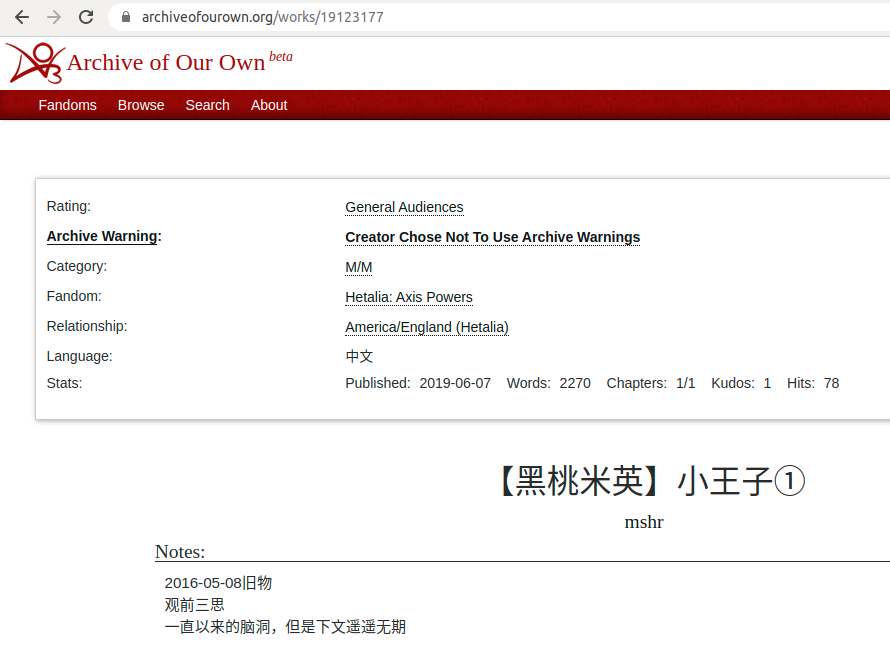 archiveofourown.org/works/19123177
Archive of Our Own beta
Fandoms Browse Search About
Rating: General Audiences
Archive Warning: Creator Chose Not To Use Archive Warnings
Category: M/M
Fandom: Hetalia: Axis Powers
Relationship: America/England (Hetalia)
Language: 中文
Stats: Published: 2019-06-07 Words: 2270 Chapters: 1/1 Kudos: 1 Hits: 78
【黑桃米英】小王子①
mshr
Notes:
2016-05-08旧物
观前三思
一直以来的脑洞，但是下文遥遥无期